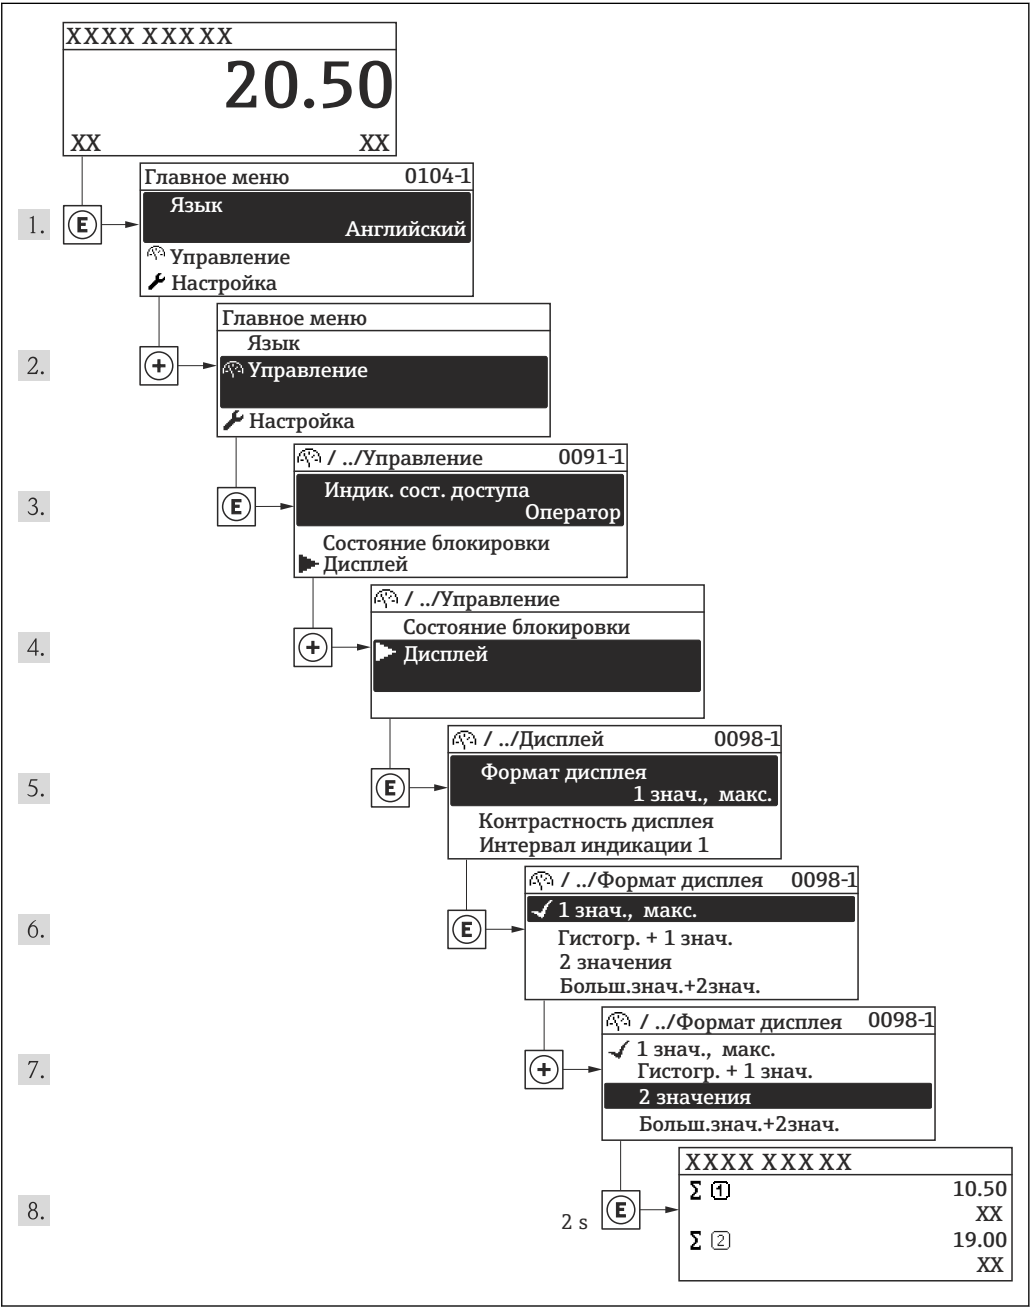 XXXX XXXXX
20.50
XX XX
Главное меню 0104-1
Язык
1. E Английский
Управление
Настройка
Главное меню
Язык
2. + Управление
Настройка
/ ../Управление 0091-1
Индик. сост. доступа
3. E Оператор
Состояние блокировки
Дисплей
/ ../Управление
Состояние блокировки
4. + Дисплей
/ ../Дисплей 0098-1
Формат дисплея
5. E 1 знач., макс.
Контрастность дисплея
Интервал индикации 1
/ ../Формат дисплея 0098-1
1 знач., макс.
6. E Гистогр. + 1 знач.
2 значения
Больш.знач.+2знач.
/ ../Формат дисплея 0098-1
1 знач., макс.
7. + Гистогр. + 1 знач.
2 значения
Больш.знач.+2знач.
XXXX XXXXX
Σ 1 10.50
8. 2 s E XX
Σ 2 19.00
XX